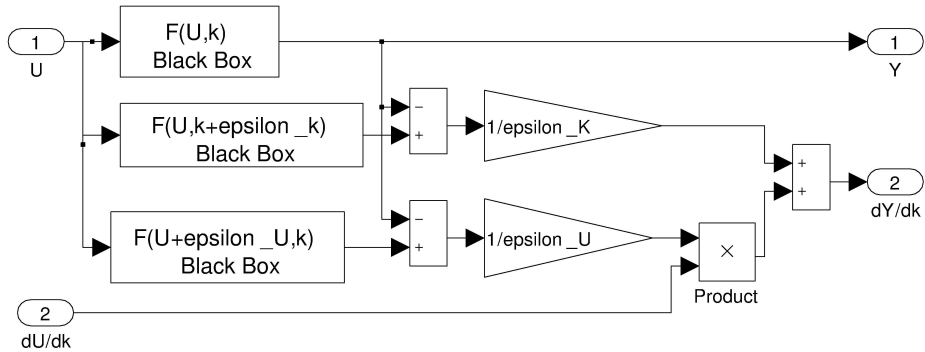 1
U
F(U,k)
Black Box
1
Y
F(U,k+epsilon _k)
Black Box
−
+
1/epsilon _K
+
+
2
dY/dk
F(U+epsilon _U,k)
Black Box
−
+
1/epsilon _U
×
Product
2
dU/dk